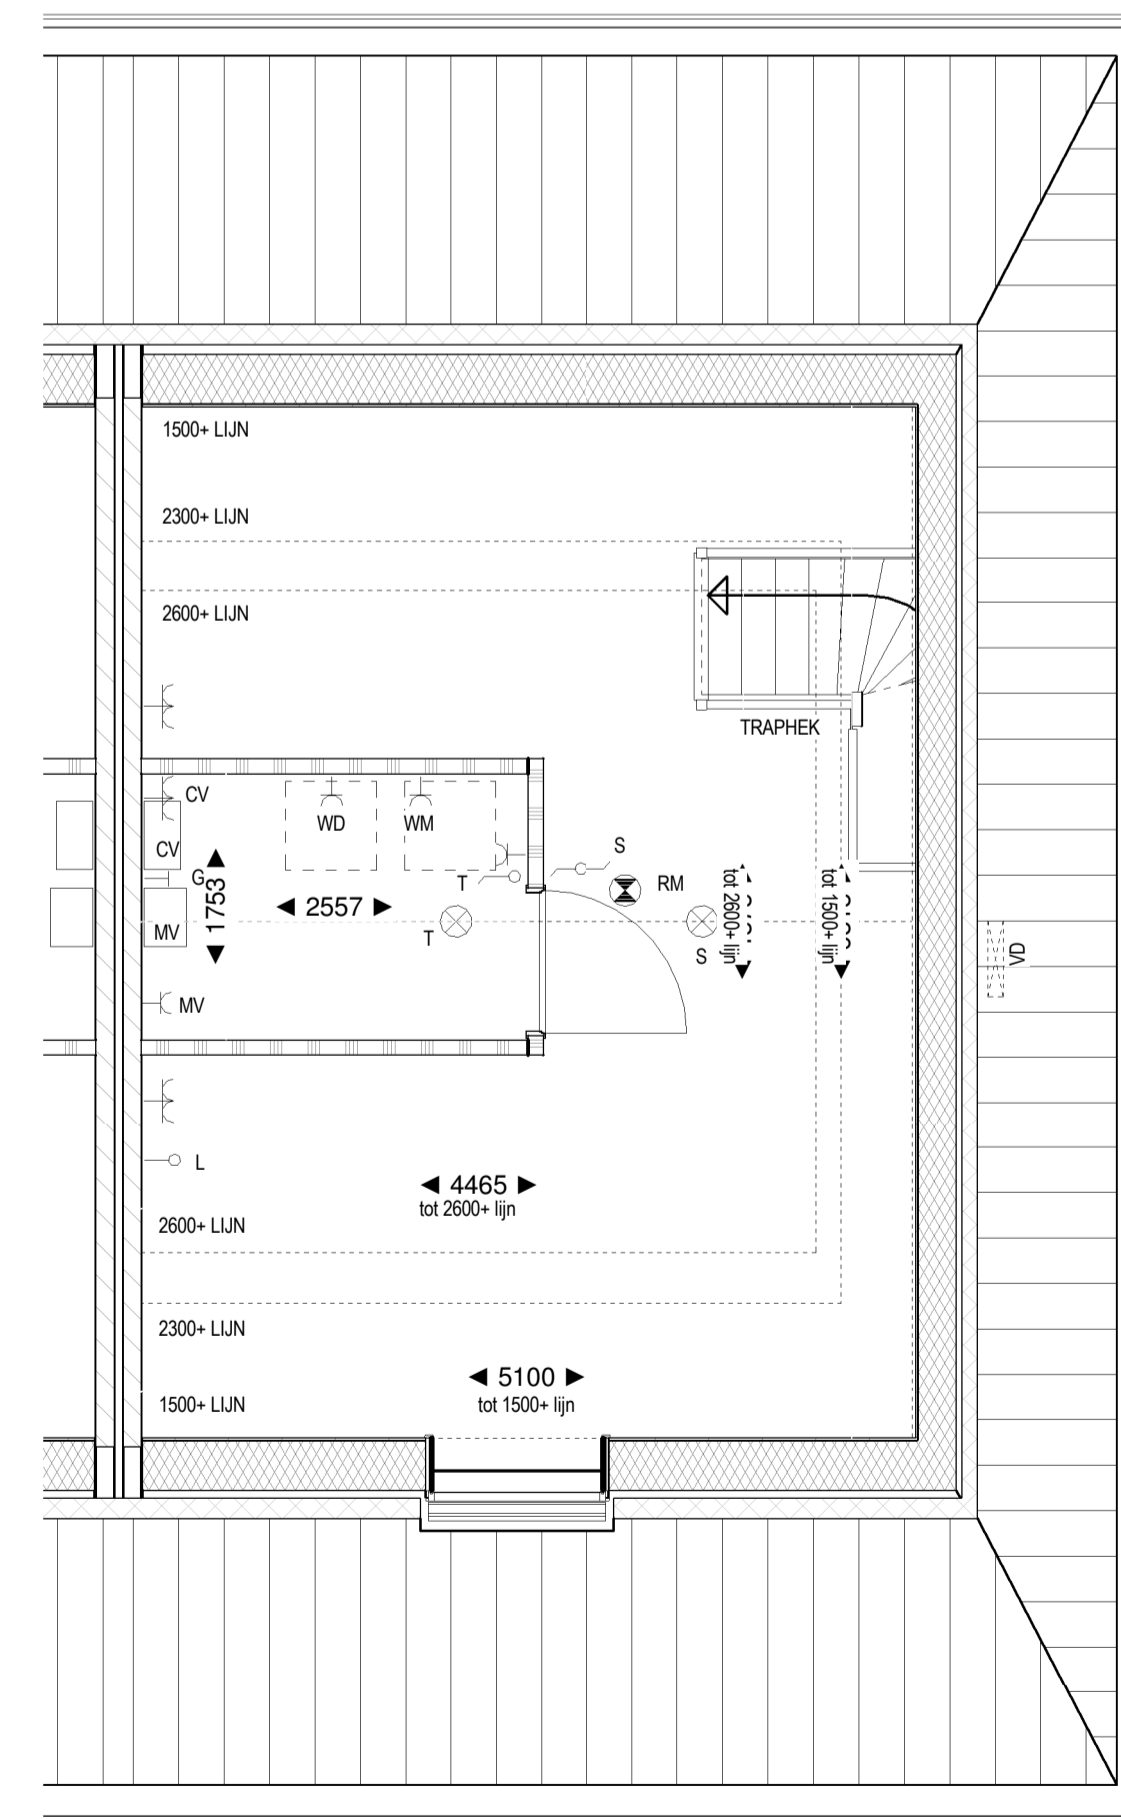 1500+ LIJN
2300+ LIJN
2600+ LIJN
TRAPHEK
CV
WD
WM
CV
S
G
T
RM
1753
2557
tot 2600+ lijn
tot 1500+ lijn
MV
T
S
VD
MV
L
4465
tot 2600+ lijn
2600+ LIJN
2300+ LIJN
5100
tot 1500+ lijn
1500+ LIJN